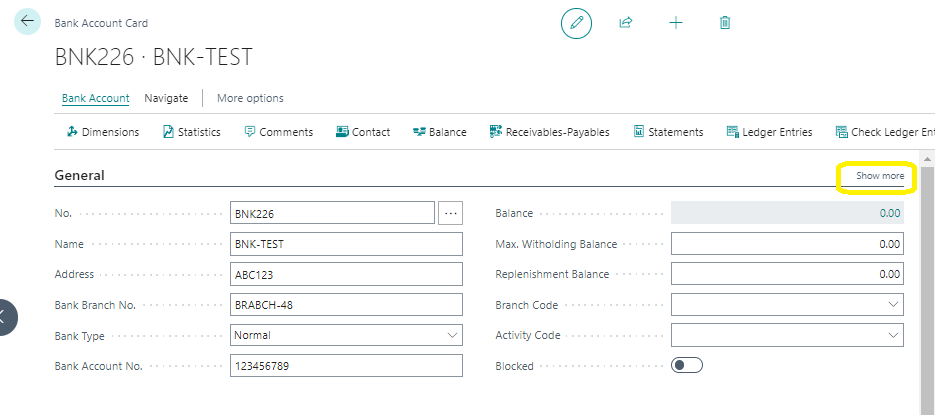 Bank Account Card
BNK226 · BNK-TEST
Bank Account Navigate More options
Dimensions Statistics Comments Contact Balance Receivables-Payables Statements Ledger Entries Check Ledger Ent
General Show more
No. BNK226 ... Balance 0.00
Name BNK-TEST Max. Witholding Balance 0.00
Address ABC123 Replenishment Balance 0.00
Bank Branch No. BRABCH-48 Branch Code
Bank Type Normal Activity Code
Bank Account No. 123456789 Blocked